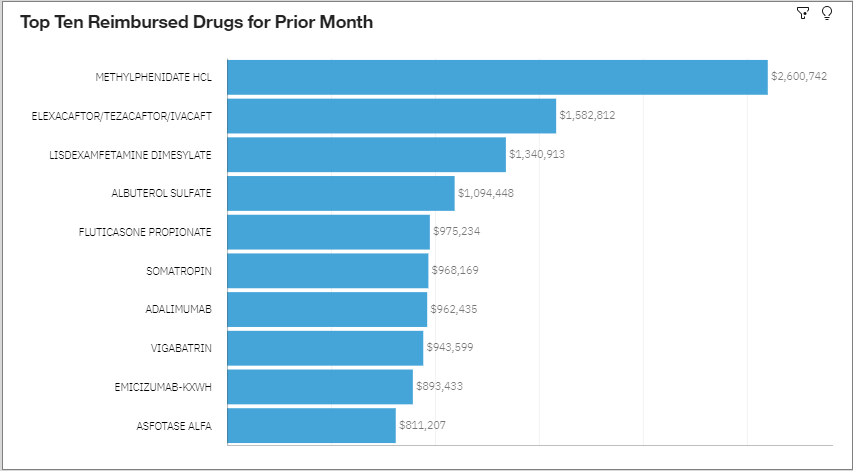 Top Ten Reimbursed Drugs for Prior Month
METHYLPHENIDATE HCL $2,600,742
ELEXACAFTOR/TEZACAFTOR/IVACAFT $1,582,812
LISDEXAMFETAMINE DIMESYLATE $1,340,913
ALBUTEROL SULFATE $1,094,448
FLUTICASONE PROPIONATE $975,234
SOMATROPIN $968,169
ADALIMUMAB $962,435
VIGABATRIN $943,599
EMICIZUMAB-KXWH $893,433
ASFOTASE ALFA $811,207